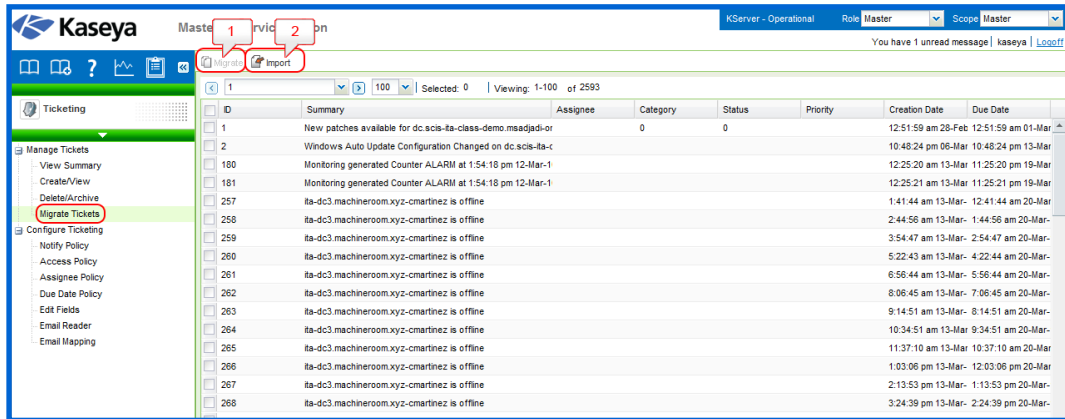 Kaseya
Master
1
2
KServer - Operational
Role Master
Scope Master
You have 1 unread message | kaseya | Logoff
Migrate
Import
1
100
Selected: 0
Viewing: 1-100 of 2593
Ticketing
Manage Tickets
View Summary
Create/View
Delete/Archive
Migrate Tickets
Configure Ticketing
Notify Policy
Access Policy
Assignee Policy
Due Date Policy
Edit Fields
Email Reader
Email Mapping
ID Summary Assignee Category Status Priority Creation Date Due Date
1 New patches available for dc.scis-ita-class-demo.msadjadi-or 0 0 12:51:59 am 28-Feb 12:51:59 am 01-Mar
2 Windows Auto Update Configuration Changed on dc.scis-ita-c 10:48:24 pm 06-Mar 10:48:24 pm 13-Mar
180 Monitoring generated Counter ALARM at 1:54:18 pm 12-Mar-1 12:25:20 am 13-Mar 11:25:20 pm 19-Mar
181 Monitoring generated Counter ALARM at 1:54:18 pm 12-Mar-1 12:25:21 am 13-Mar 11:25:21 pm 19-Mar
257 ita-dc3.machineroom.xyz-cmartinez is offline 1:41:44 am 13-Mar- 12:41:44 am 20-Mar
258 ita-dc3.machineroom.xyz-cmartinez is offline 2:44:56 am 13-Mar- 1:44:56 am 20-Mar-
259 ita-dc3.machineroom.xyz-cmartinez is offline 3:54:47 am 13-Mar- 2:54:47 am 20-Mar-
260 ita-dc3.machineroom.xyz-cmartinez is offline 5:22:43 am 13-Mar- 4:22:44 am 20-Mar-
261 ita-dc3.machineroom.xyz-cmartinez is offline 6:56:44 am 13-Mar- 5:56:44 am 20-Mar-
262 ita-dc3.machineroom.xyz-cmartinez is offline 8:06:45 am 13-Mar- 7:06:45 am 20-Mar-
263 ita-dc3.machineroom.xyz-cmartinez is offline 9:14:51 am 13-Mar- 8:14:51 am 20-Mar-
264 ita-dc3.machineroom.xyz-cmartinez is offline 10:34:51 am 13-Mar 9:34:51 am 20-Mar-
265 ita-dc3.machineroom.xyz-cmartinez is offline 11:37:10 am 13-Mar 10:37:10 am 20-Mar
266 ita-dc3.machineroom.xyz-cmartinez is offline 1:03:06 pm 13-Mar- 12:03:06 pm 20-Mar
267 ita-dc3.machineroom.xyz-cmartinez is offline 2:13:53 pm 13-Mar- 1:13:53 pm 20-Mar-
268 ita-dc3.machineroom.xyz-cmartinez is offline 3:24:39 pm 13-Mar- 2:24:39 pm 20-Mar-